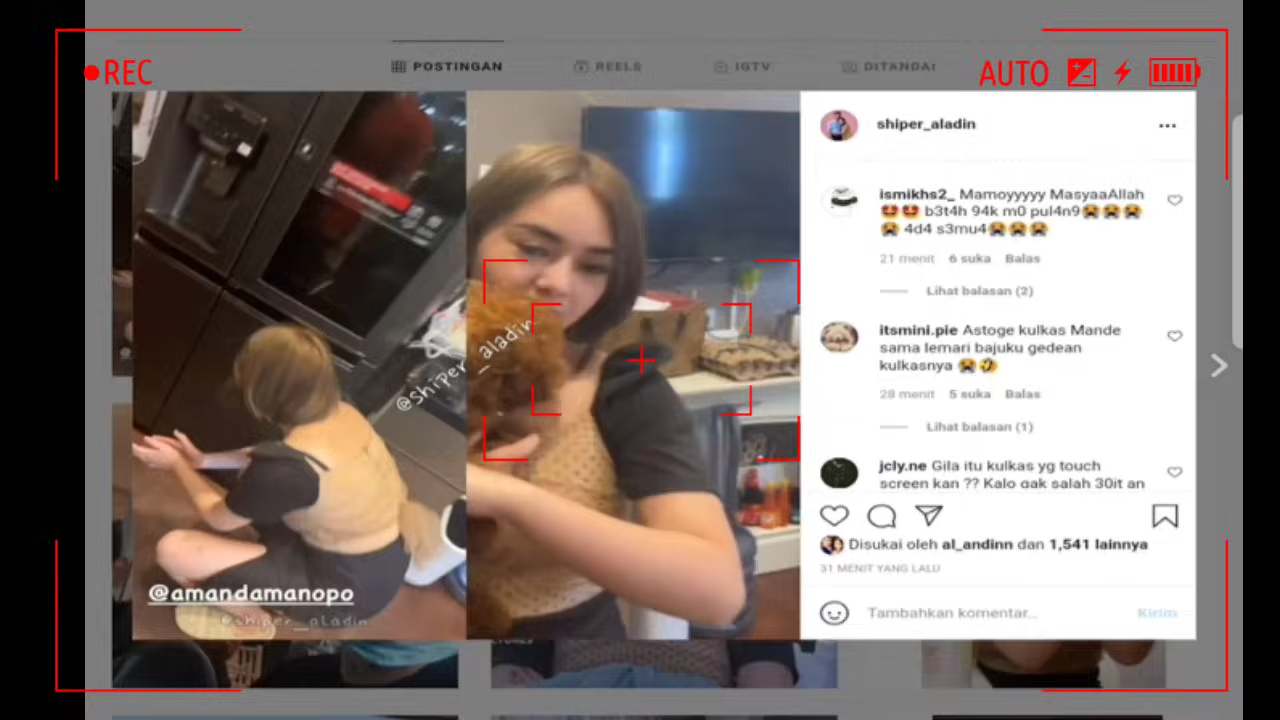 POSTINGAN
REELS
IGTV
DITANDAI
REC
AUTO
shiper_aladin
ismikhs2_ Mamoyyyyy MasyaaAllah
🤩🤩 b3t4h 94k m0 pul4n9😭😭😭
😭 4d4 s3mu4😭😭😭
21 menit 6 suka Balas
Lihat balasan (2)
itsmini.pie Astoge kulkas Mande
sama lemari bajuku gedean
kulkasnya 😭🤣
28 menit 5 suka Balas
Lihat balasan (1)
jcly.ne Gila itu kulkas yg touch
screen kan ?? Kalo gak salah 30jt an
@shiper_aladin
@amandamanopo
@shiper_aladin
Disukai oleh al_andinn dan 1,541 lainnya
31 MENIT YANG LALU
Tambahkan komentar...
Kirim